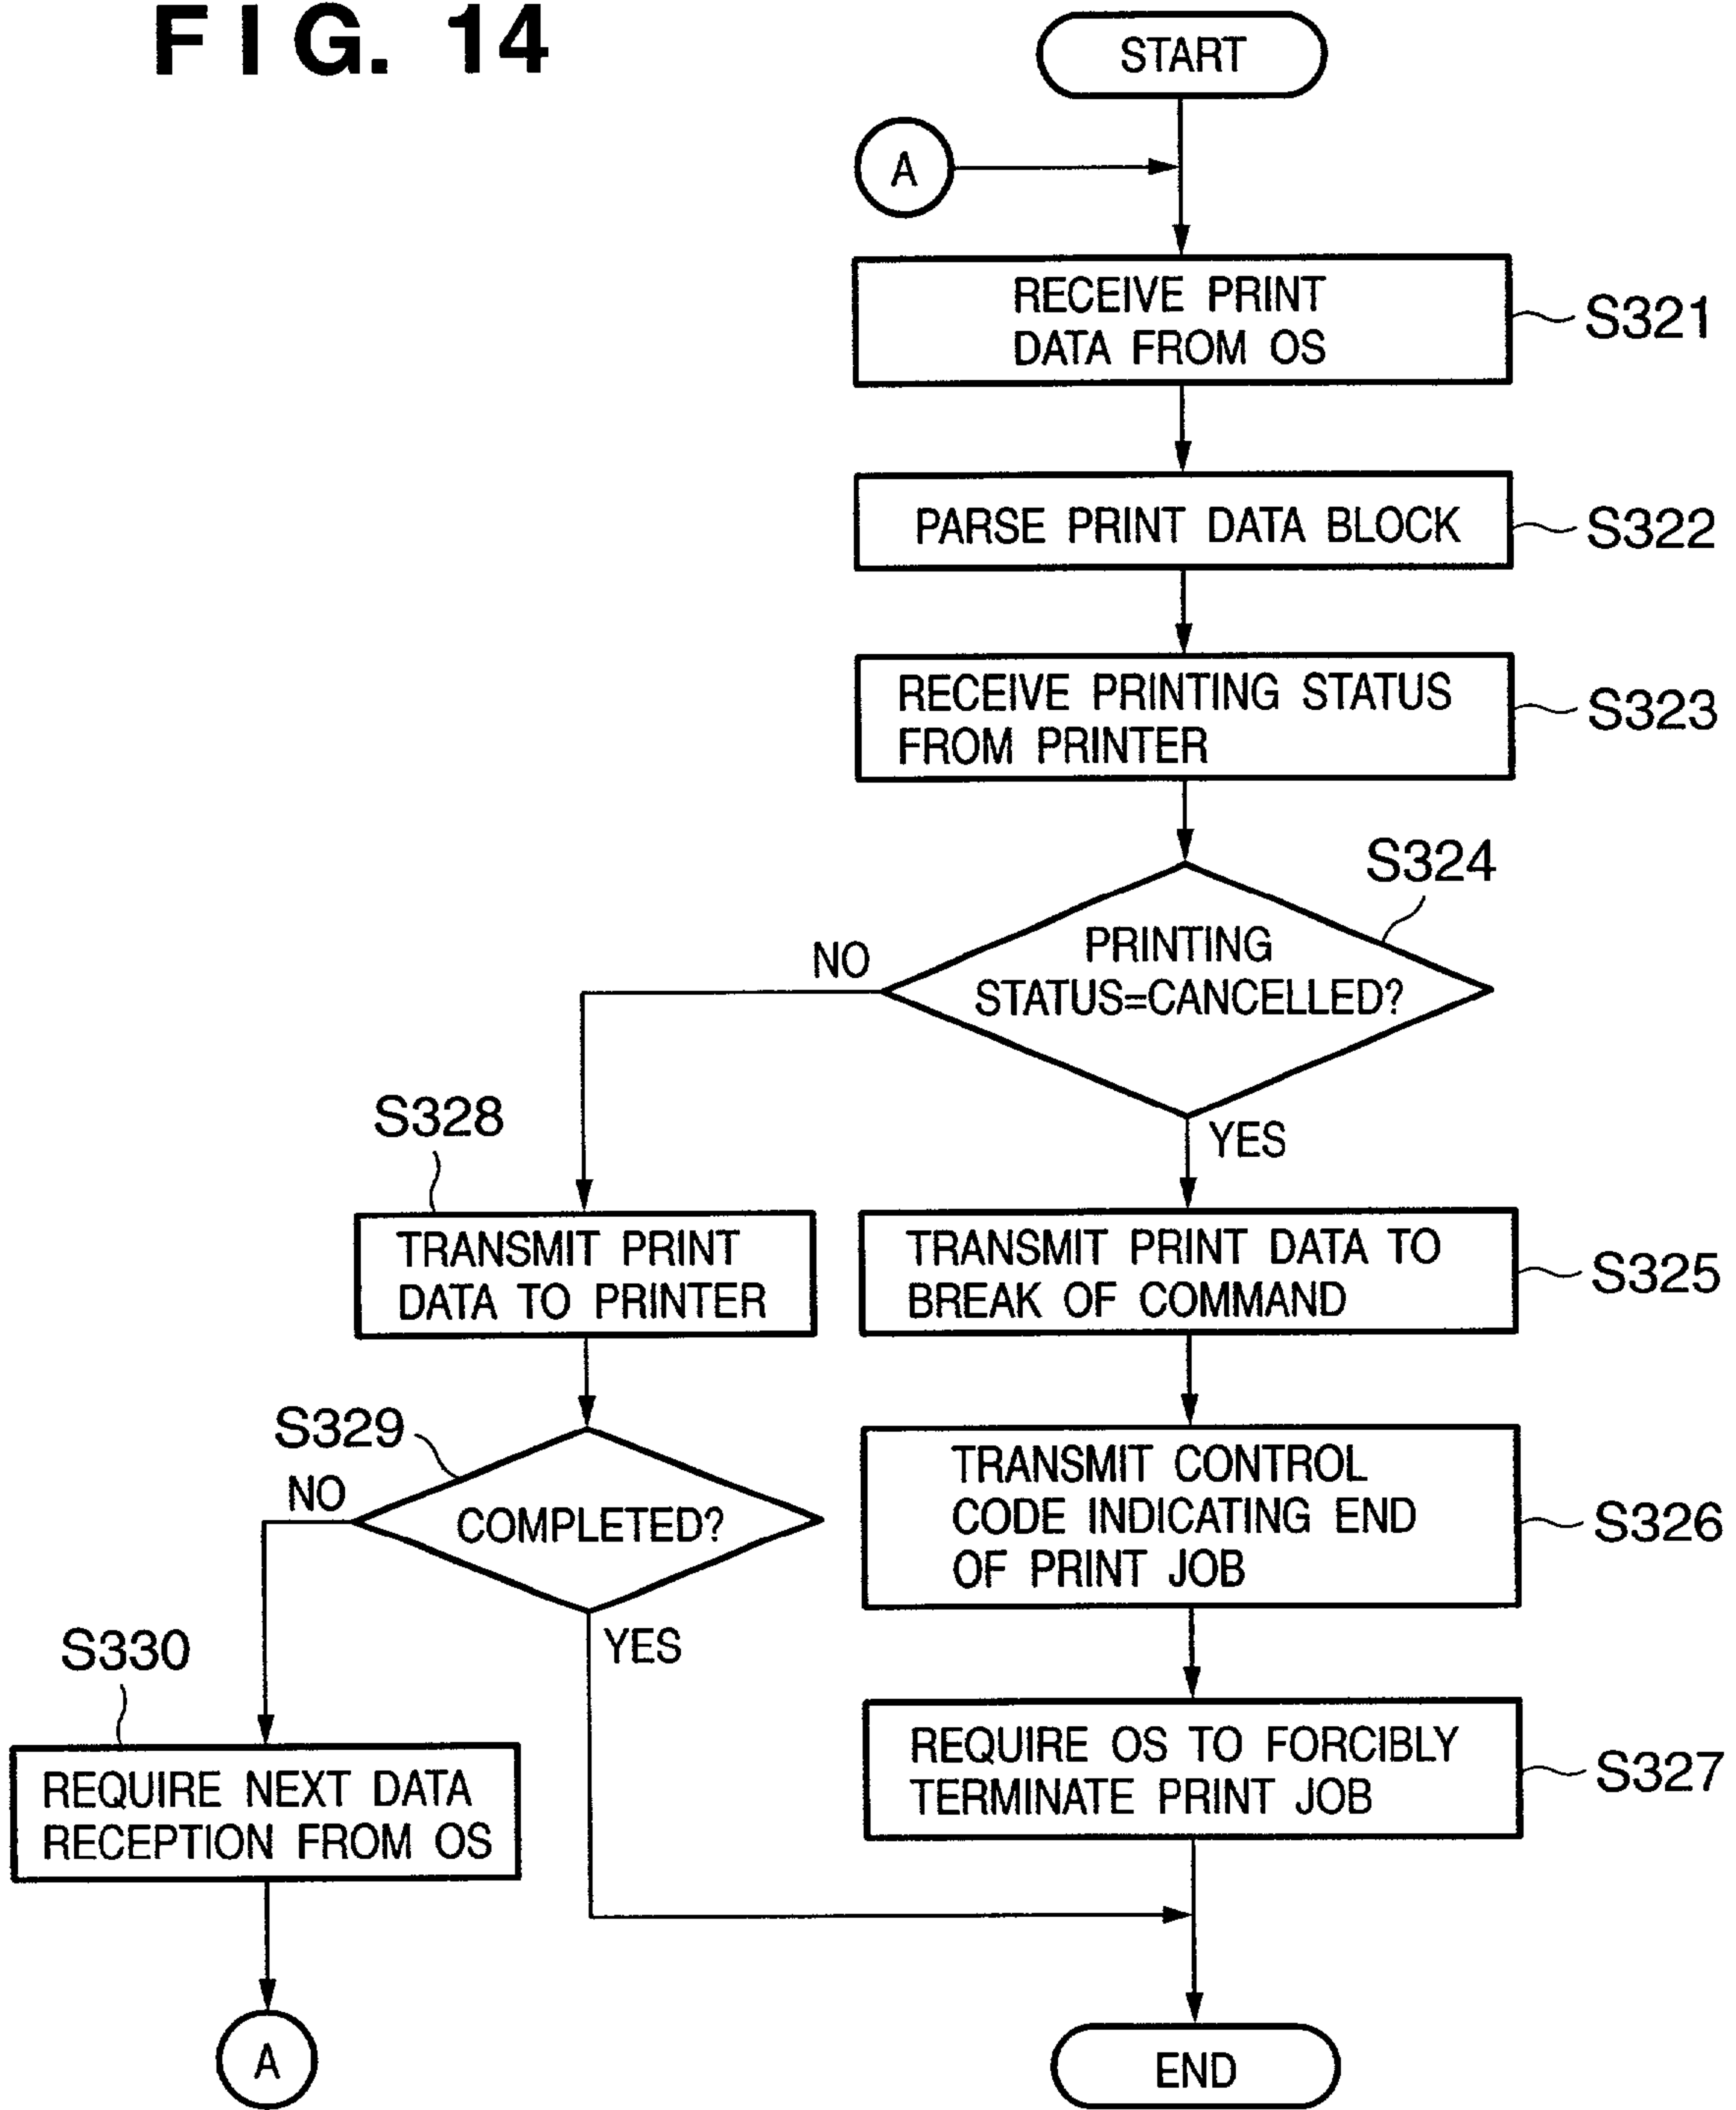 FIG. 14
START
A
RECEIVE PRINT
DATA FROM OS
S321
PARSE PRINT DATA BLOCK
S322
RECEIVE PRINTING STATUS
FROM PRINTER
S323
S324
PRINTING
STATUS=CANCELLED?
NO
YES
S328
TRANSMIT PRINT
DATA TO PRINTER
TRANSMIT PRINT DATA TO
BREAK OF COMMAND
S325
S329
NO
COMPLETED?
YES
TRANSMIT CONTROL
CODE INDICATING END
OF PRINT JOB
S326
S330
REQUIRE NEXT DATA
RECEPTION FROM OS
REQUIRE OS TO FORCIBLY
TERMINATE PRINT JOB
S327
A
END